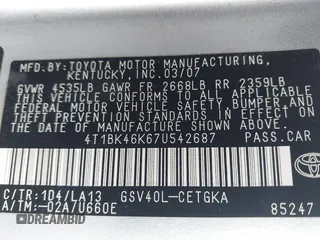 MFD. BY:TOYOTA MOTOR MANUFACTURING,
KENTUCKY,INC.03/07
GVWR 4535LB GAWR FR 2668LB RR 2359LB
THIS VEHICLE CONFORMS TO ALL APPLICABLE
FEDERAL MOTOR VEHICLE SAFETY, BUMPER, AND
THEFT PREVENTION STANDARDS IN EFFECT ON
THE DATE OF MANUFACTURE SHOWN ABOVE.
4T1BK46K67U542687 PASS.CAR
C/TR:1D4/LA13 GSV40L-CETGKA
A/TM:-02A/U660E 85247
BIDHISTORY